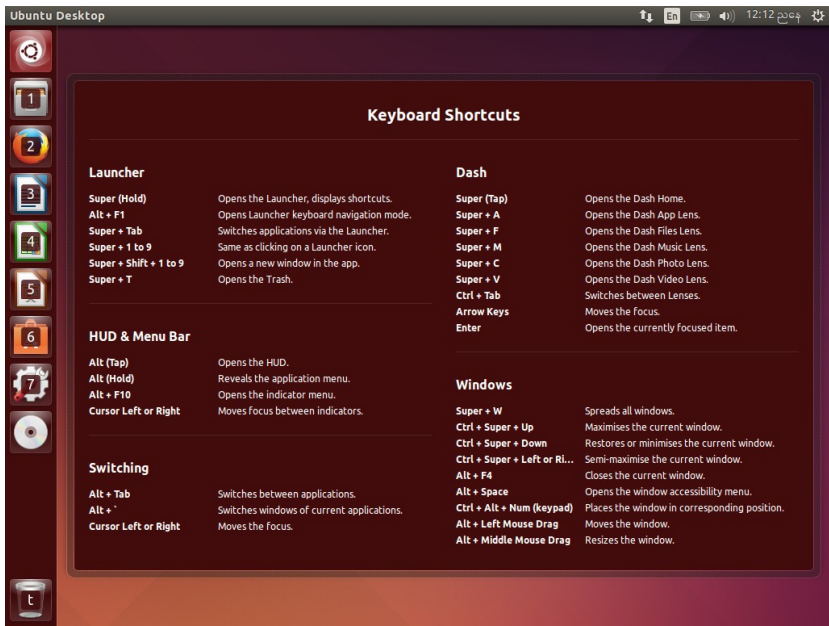 Ubuntu Desktop
En
12:12 ညနေ
Keyboard Shortcuts
Launcher
Super (Hold) Opens the Launcher, displays shortcuts.
Alt + F1 Opens Launcher keyboard navigation mode.
Super + Tab Switches applications via the Launcher.
Super + 1 to 9 Same as clicking on a Launcher icon.
Super + Shift + 1 to 9 Opens a new window in the app.
Super + T Opens the Trash.
HUD & Menu Bar
Alt (Tap) Opens the HUD.
Alt (Hold) Reveals the application menu.
Alt + F10 Opens the indicator menu.
Cursor Left or Right Moves focus between indicators.
Switching
Alt + Tab Switches between applications.
Alt + ` Switches windows of current applications.
Cursor Left or Right Moves the focus.
Dash
Super (Tap) Opens the Dash Home.
Super + A Opens the Dash App Lens.
Super + F Opens the Dash Files Lens.
Super + M Opens the Dash Music Lens.
Super + C Opens the Dash Photo Lens.
Super + V Opens the Dash Video Lens.
Ctrl + Tab Switches between Lenses.
Arrow Keys Moves the focus.
Enter Opens the currently focused item.
Windows
Super + W Spreads all windows.
Ctrl + Super + Up Maximises the current window.
Ctrl + Super + Down Restores or minimises the current window.
Ctrl + Super + Left or Ri... Semi-maximise the current window.
Alt + F4 Closes the current window.
Alt + Space Opens the window accessibility menu.
Ctrl + Alt + Num (keypad) Places the window in corresponding position.
Alt + Left Mouse Drag Moves the window.
Alt + Middle Mouse Drag Resizes the window.
1
2
3
4
5
6
7
t